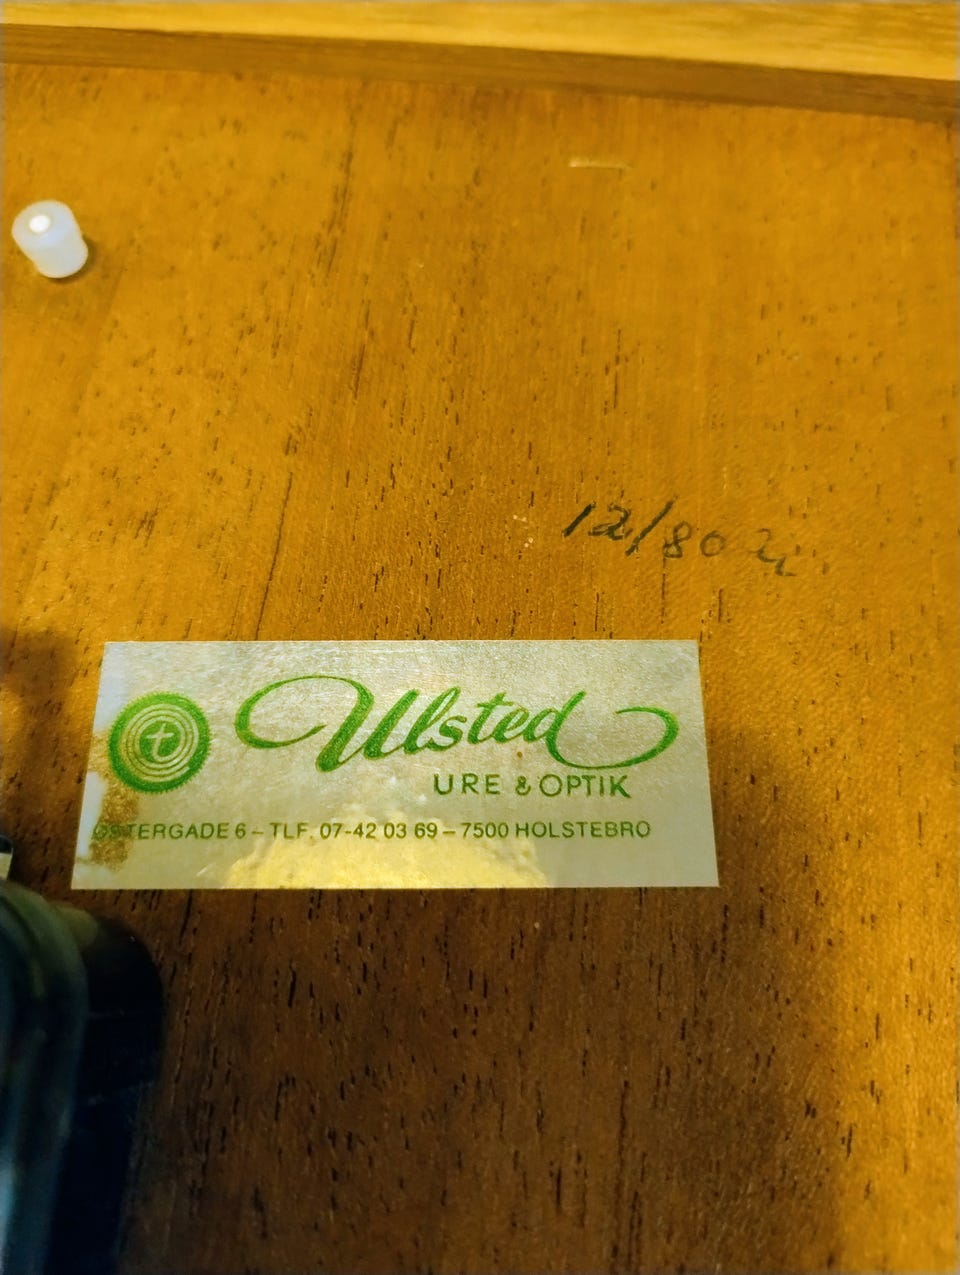 12/80
t
Ulsted
URE & OPTIK
ØSTERGADE 6 – TLF. 07-42 03 69 – 7500 HOLSTEBRO